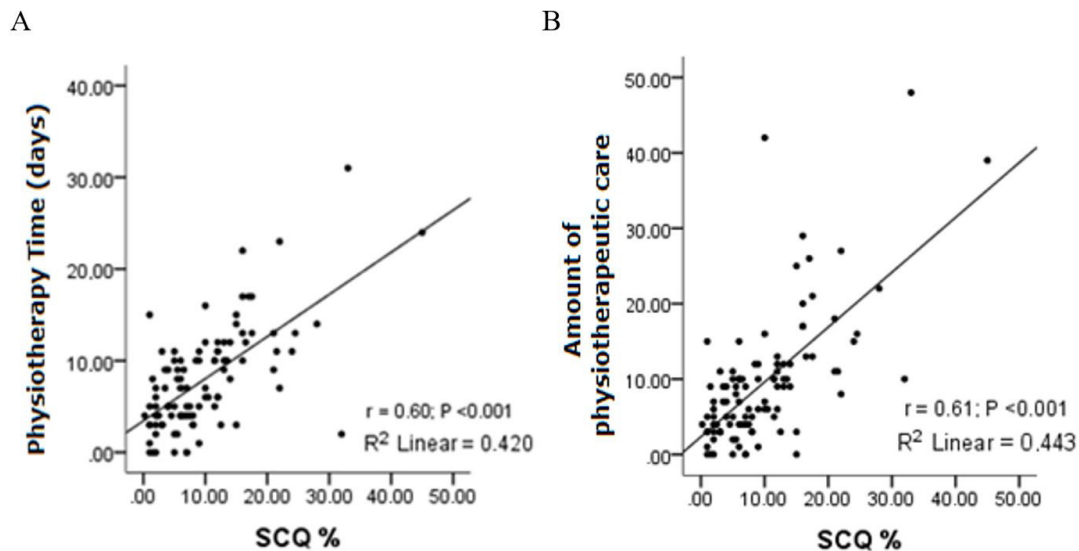 A
Physiotherapy Time (days)
40.00
30.00
20.00
10.00
.00
r = 0.60; P <0.001
R² Linear = 0.420
.00 10.00 20.00 30.00 40.00 50.00
SCQ %
B
Amount of
physiotherapeutic care
50.00
40.00
30.00
20.00
10.00
.00
r = 0.61; P <0.001
R² Linear = 0.443
.00 10.00 20.00 30.00 40.00 50.00
SCQ %